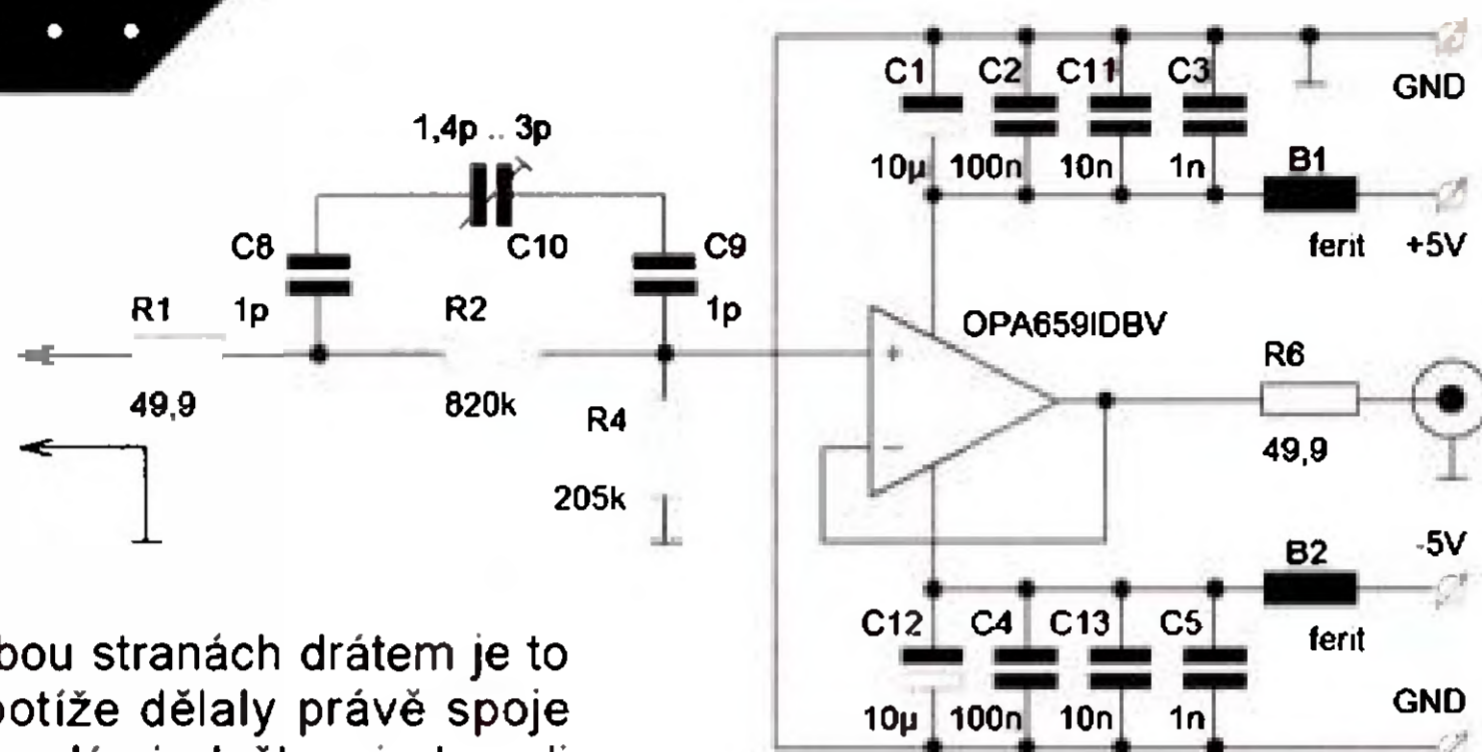 1,4p .. 3p
C8
C10
C9
R1
1p
R2
1p
49,9
820k
R4
205k
C1
C2
C11
C3
GND
10µ
100n
10n
1n
B1
ferit
+5V
OPA659IDBV
+
−
R6
49,9
-5V
B2
C12
C4
C13
C5
ferit
10µ
100n
10n
1n
GND
bou stranách drátem je to
potíže dělaly právě spoje